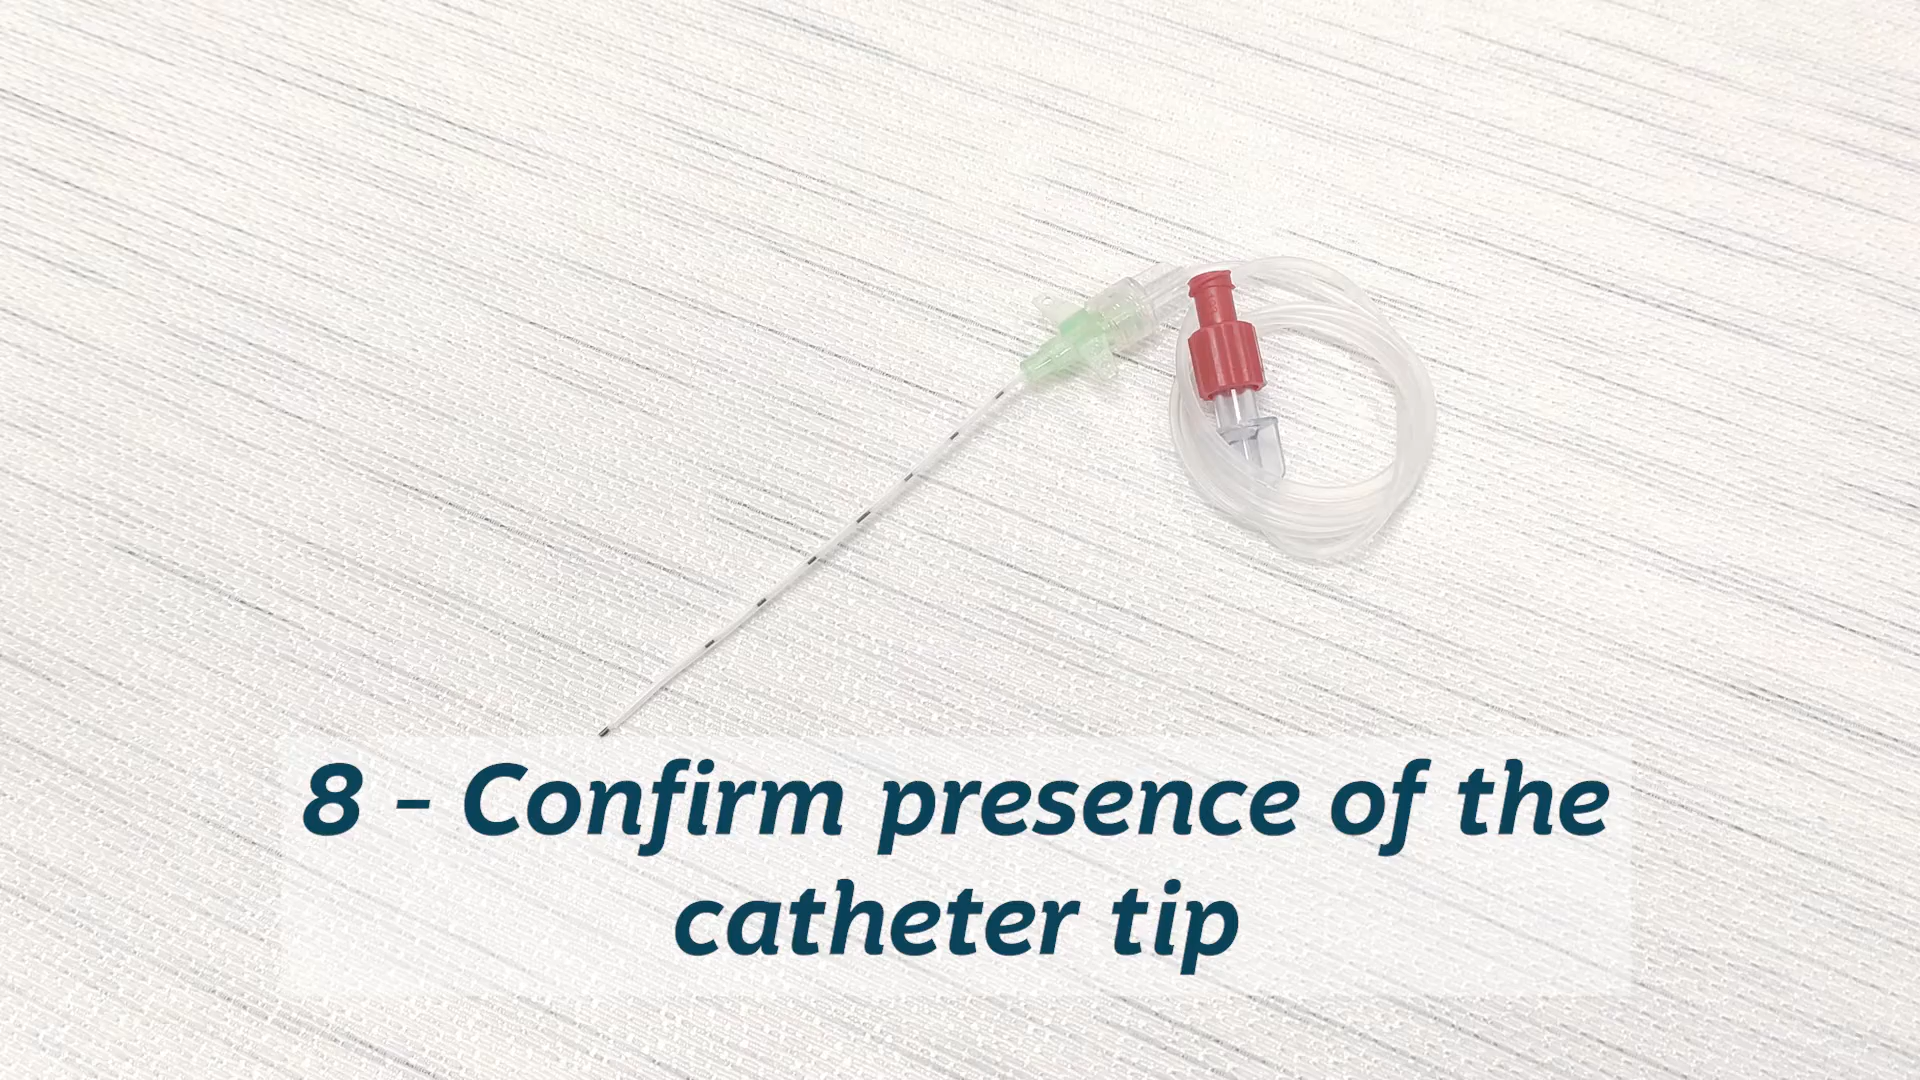 8 - Confirm presence of the
catheter tip